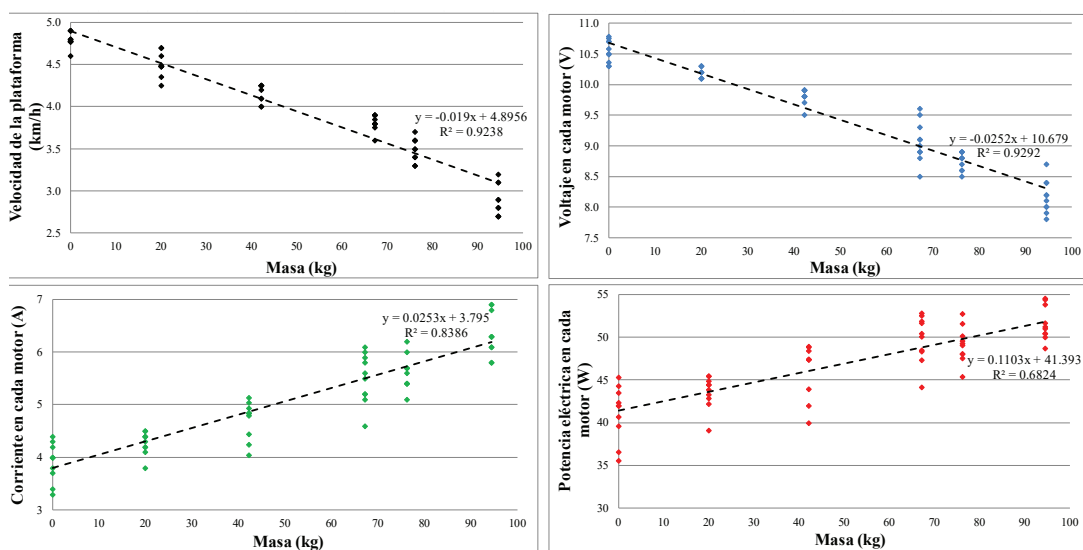 Velocidad de la plataforma
(km/h)
5.0
4.5
4.0
3.5
3.0
2.5
y = -0.019x + 4.8956
R² = 0.9238
0 10 20 30 40 50 60 70 80 90 100
Masa (kg)
Voltaje en cada motor (V)
11.0
10.5
10.0
9.5
9.0
8.5
8.0
7.5
y = -0.0252x + 10.679
R² = 0.9292
0 10 20 30 40 50 60 70 80 90 100
Masa (kg)
Corriente en cada motor (A)
7
6
5
4
3
y = 0.0253x + 3.795
R² = 0.8386
0 10 20 30 40 50 60 70 80 90 100
Masa (kg)
Potencia eléctrica en cada
motor (W)
55
50
45
40
35
30
y = 0.1103x + 41.393
R² = 0.6824
0 10 20 30 40 50 60 70 80 90 100
Masa (kg)